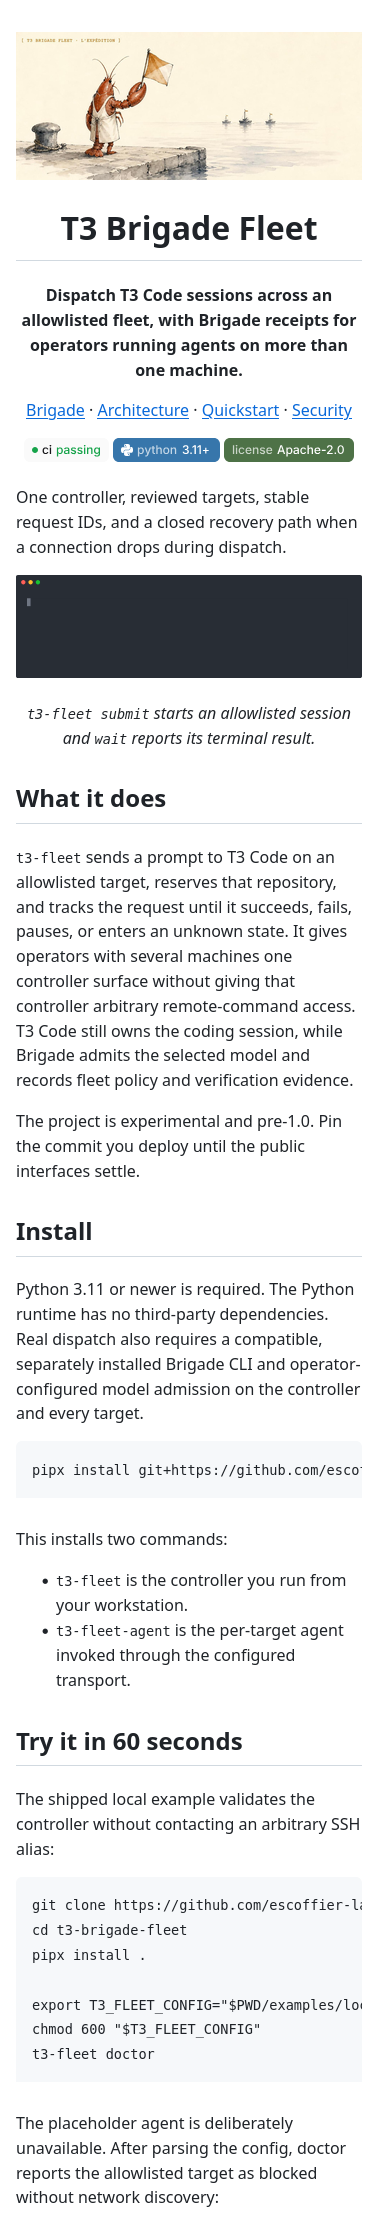 [ T3 BRIGADE FLEET · L'EXPÉDITION ]
T3 Brigade Fleet
Dispatch T3 Code sessions across an
allowlisted fleet, with Brigade receipts for
operators running agents on more than
one machine.
Brigade · Architecture · Quickstart · Security
ci passing python 3.11+ license Apache-2.0
One controller, reviewed targets, stable
request IDs, and a closed recovery path when
a connection drops during dispatch.
t3-fleet submit starts an allowlisted session
and wait reports its terminal result.
What it does
t3-fleet sends a prompt to T3 Code on an
allowlisted target, reserves that repository,
and tracks the request until it succeeds, fails,
pauses, or enters an unknown state. It gives
operators with several machines one
controller surface without giving that
controller arbitrary remote-command access.
T3 Code still owns the coding session, while
Brigade admits the selected model and
records fleet policy and verification evidence.
The project is experimental and pre-1.0. Pin
the commit you deploy until the public
interfaces settle.
Install
Python 3.11 or newer is required. The Python
runtime has no third-party dependencies.
Real dispatch also requires a compatible,
separately installed Brigade CLI and operator-
configured model admission on the controller
and every target.
pipx install git+https://github.com/escof
This installs two commands:
• t3-fleet is the controller you run from
your workstation.
• t3-fleet-agent is the per-target agent
invoked through the configured
transport.
Try it in 60 seconds
The shipped local example validates the
controller without contacting an arbitrary SSH
alias:
git clone https://github.com/escoffier-la
cd t3-brigade-fleet
pipx install .
export T3_FLEET_CONFIG="$PWD/examples/loc
chmod 600 "$T3_FLEET_CONFIG"
t3-fleet doctor
The placeholder agent is deliberately
unavailable. After parsing the config, doctor
reports the allowlisted target as blocked
without network discovery: